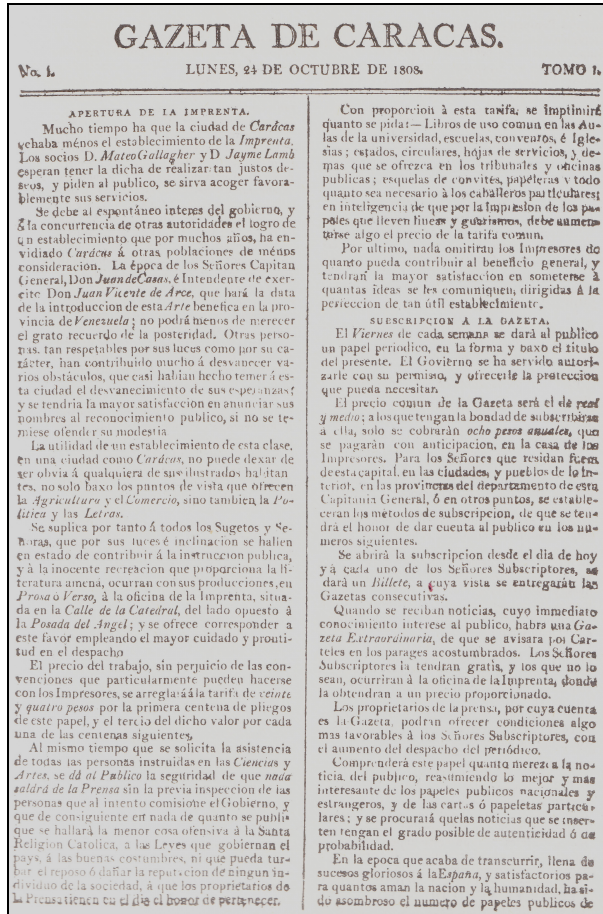 GAZETA DE CARACAS.
No. 1. LUNES, 24 DE OCTUBRE DE 1808. TOMO 1.
APERTURA DE LA IMPRENTA.
Mucho tiempo ha que la ciudad de Carácas
echaba ménos el establecimiento de la Imprenta.
Los socios D. Mateo Gallagher y D Jayme Lamb
esperan tener la dicha de realizar tan justos de-
seos, y piden al publico, se sirva acoger favora-
blemente sus servicios.
Se debe al espontáneo interes del gobierno, y
á la concurrencia de otras autoridades el logro de
un establecimiento que por muchos años, ha en-
vidiado Carácas á otras poblaciones de ménos
consideracion. La época de los Señores Capitan
General, Don Juan de Casas, é Intendente de exer-
cito Don Juan Vicente de Arce, que hará la data
de la introduccion de esta Arte benefica en la pro-
vincia de Venezuela; no podrá menos de merecer
el grato recuerdo de la posteridad. Otras perso-
nas, tan respetables por sus luces como por su ca-
rácter, han contribuido mucho á desvanecer va-
rios obstáculos, que casi habian hecho temer á es-
ta ciudad el desvanecimiento de sus esperanzas;
y se tendria la mayor satisfaccion en anunciar sus
nombres al reconocimiento publico, si no se te-
miese ofender su modestia
La utilidad de un establecimiento de esta clase,
en una ciudad como Carácas, no puede dexar de
ser obvia á qualquiera de sus ilustrados habitan
tes, no solo baxo los puntos de vista que ofrecen
la Agricultura y el Comercio, sino tambien la Po-
litica y las Letras.
Se suplica por tanto á todos los Sugetos y Se-
ñoras, que por sus luces é inclinacion se hallen
en estado de contribuir á la instruccion publica,
y á la inocente recreacion que proporciona la li-
teratura amena, ocurran con sus producciones, en
Prosa ó Verso, á la oficina de la Imprenta, situa-
da en la Calle de la Catedral, del lado opuesto á
la Posada del Angel; y se ofrece corresponder a
este favor empleando el mayor cuidado y pronti-
tud en el despacho
El precio del trabajo, sin perjuicio de las con-
venciones que particularmente pueden hacerse
con los Impresores, se arreglará á la tarifa de veinte
y quatro pesos por la primera centena de pliegos
de este papel, y el tercio del dicho valor por cada
una de las centenas siguientes,
Al mismo tiempo que se solicita la asistencia
de todas las personas instruidas en las Ciencias y
Artes, se dá al Publico la seguridad de que nada
saldrá de la Prensa sin la previa inspeccion de las
personas que al intento comisione el Gobierno, y
que de consiguiente en nada de quanto se publi-
que se hallará la menor cosa ofensiva á la Santa
Religion Catolica, a las Leyes que gobiernan el
pays, á las buenas costumbres, ni que pueda tur-
bar el reposo ó dañar la reputacion de ningun in-
dividuo de la sociedad, á que los proprietarios de
la Prensa tienen en el dia el honor de pertenecer.
Con proporcion á esta tarifa, se imptimirá
quanto se pida:—Libros de uso comun en las Au-
las de la universidad, escuelas, conventos, é Igle-
sias; estados, circulares, hojas de servicios, y de-
mas que se ofrezca en los tribunales y oficinas
publicas; esquelas de convites, papeleras y todo
quanto sea necesario à los caballeros particulares;
en inteligencia de que por la impresion de los pa-
peles que lleven lineas y guarismos, debe aumen-
tarse algo el precio de la tarifa comun.
Por ultimo, nada omitiran los Impresores de
quanto pueda contribuir al beneficio general, y
tendran la mayor satisfaccion en someterse á
quantas ideas se les comuniquen, dirigidas á la
perfeccion de tan útil establecimiento.
SUBSCRIPCION A LA GAZETA.
El Viernes de cada semana se dará al publico
un papel periodico, en la forma y baxo el titulo
del presente. El Govierno se ha servido autori-
zarle con su permiso, y ofrecerle la proteccion
que pueda necesitar.
El precio comun de la Gazeta será el de real
y medio; a los que tengan la bondad de subscribirse
a ella, solo se cobrarán ocho pesos anuales, que
se pagarán con anticipacion, en la casa de los
Impresores. Para los Señores que residan fuera
de esta capital, en las ciudades, y pueblos de lo In-
terior, en las provincias del departamento de esta
Capitania General, ó en otros puntos, se estable-
ceran los métodos de subscripcion, de que se ten-
drá el honor de dar cuenta al publico en los nu-
meros siguientes.
Se abrirá la subscripcion desde el dia de hoy
y á cada uno de los Señores Subscriptores, se
dará un Billete, a cuya vista se entregarán las
Gazetas consecutivas.
Quando se reciban noticias, cuyo immediato
conocimiento interese al publico, habra una Ga-
zeta Extraordinaria, de que se avisara por Car-
teles en los parages acostumbrados. Los Señores
Subscriptores la tendran gratis, y los que no lo
sean, ocurriran á la oficina de la Imprenta, donde
la obtendran a un precio proporcionado.
Los proprietarios de la prensa, por cuya cuenta
es la Gazeta, podran ofrecer condiciones algo
mas favorables à los Señores Subscriptores, con
el aumento del despacho del periódico.
Comprenderá este papel quanto merezca la no-
ticia, del publico, reasumiendo lo mejor y mas
interesante de los papeles publicos nacionales y
estrangeros, y de las cartas ó papeletas particu-
lares; y se procurará quelas noticias que se inser-
ten tengan el grado posible de autenticidad ó de
probabilidad.
En la epoca que acaba de transcurrir, llena de
sucesos gloriosos á la España, y satisfactorios pa-
ra quantos aman la nacion y la humanidad, ha si-
do asombroso el numero de papeles publicos de